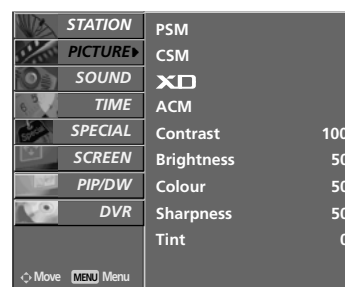 STATION
PICTURE
SOUND
TIME
SPECIAL
SCREEN
PIP/DW
DVR
Move MENU Menu
PSM
CSM
XD
ACM
Contrast 100
Brightness 50
Colour 50
Sharpness 50
Tint 0